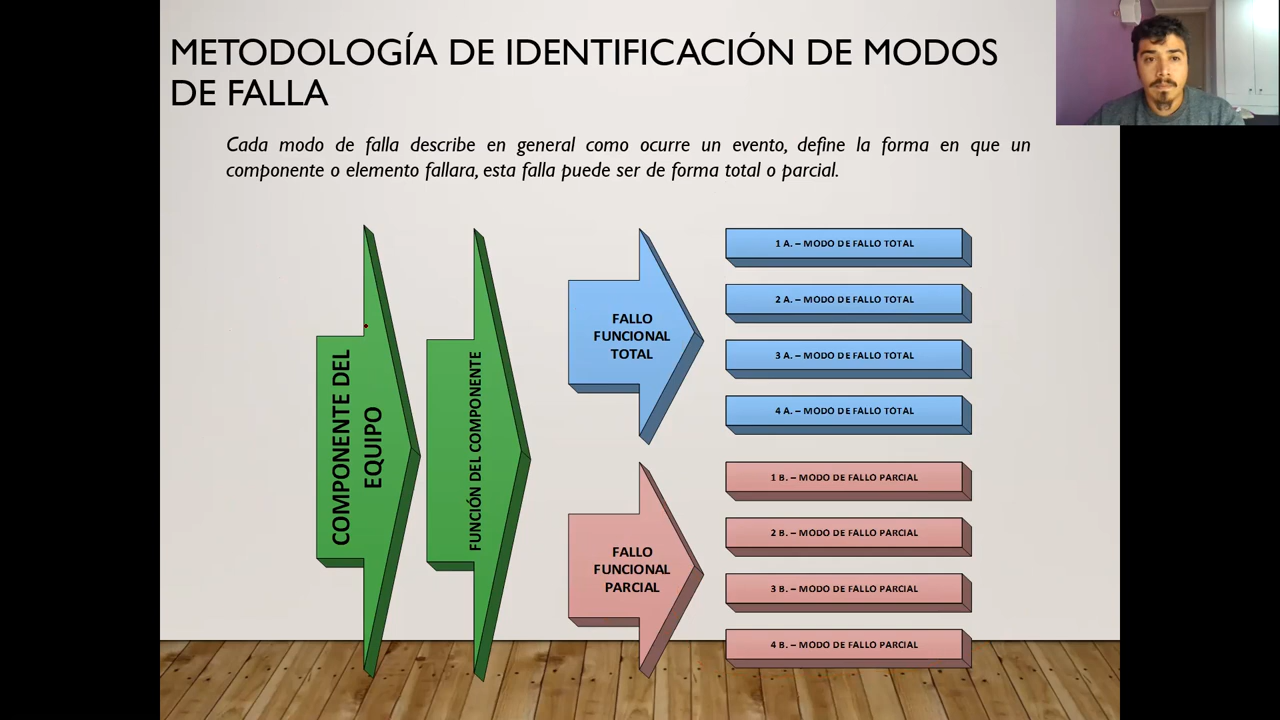 METODOLOGÍA DE IDENTIFICACIÓN DE MODOS
DE FALLA
Cada modo de falla describe en general como ocurre un evento, define la forma en que un
componente o elemento fallara, esta falla puede ser de forma total o parcial.
COMPONENTE DEL
EQUIPO
FUNCIÓN DEL COMPONENTE
FALLO
FUNCIONAL
TOTAL
1 A. – MODO DE FALLO TOTAL
2 A. – MODO DE FALLO TOTAL
3 A. – MODO DE FALLO TOTAL
4 A. – MODO DE FALLO TOTAL
FALLO
FUNCIONAL
PARCIAL
1 B. – MODO DE FALLO PARCIAL
2 B. – MODO DE FALLO PARCIAL
3 B. – MODO DE FALLO PARCIAL
4 B. – MODO DE FALLO PARCIAL